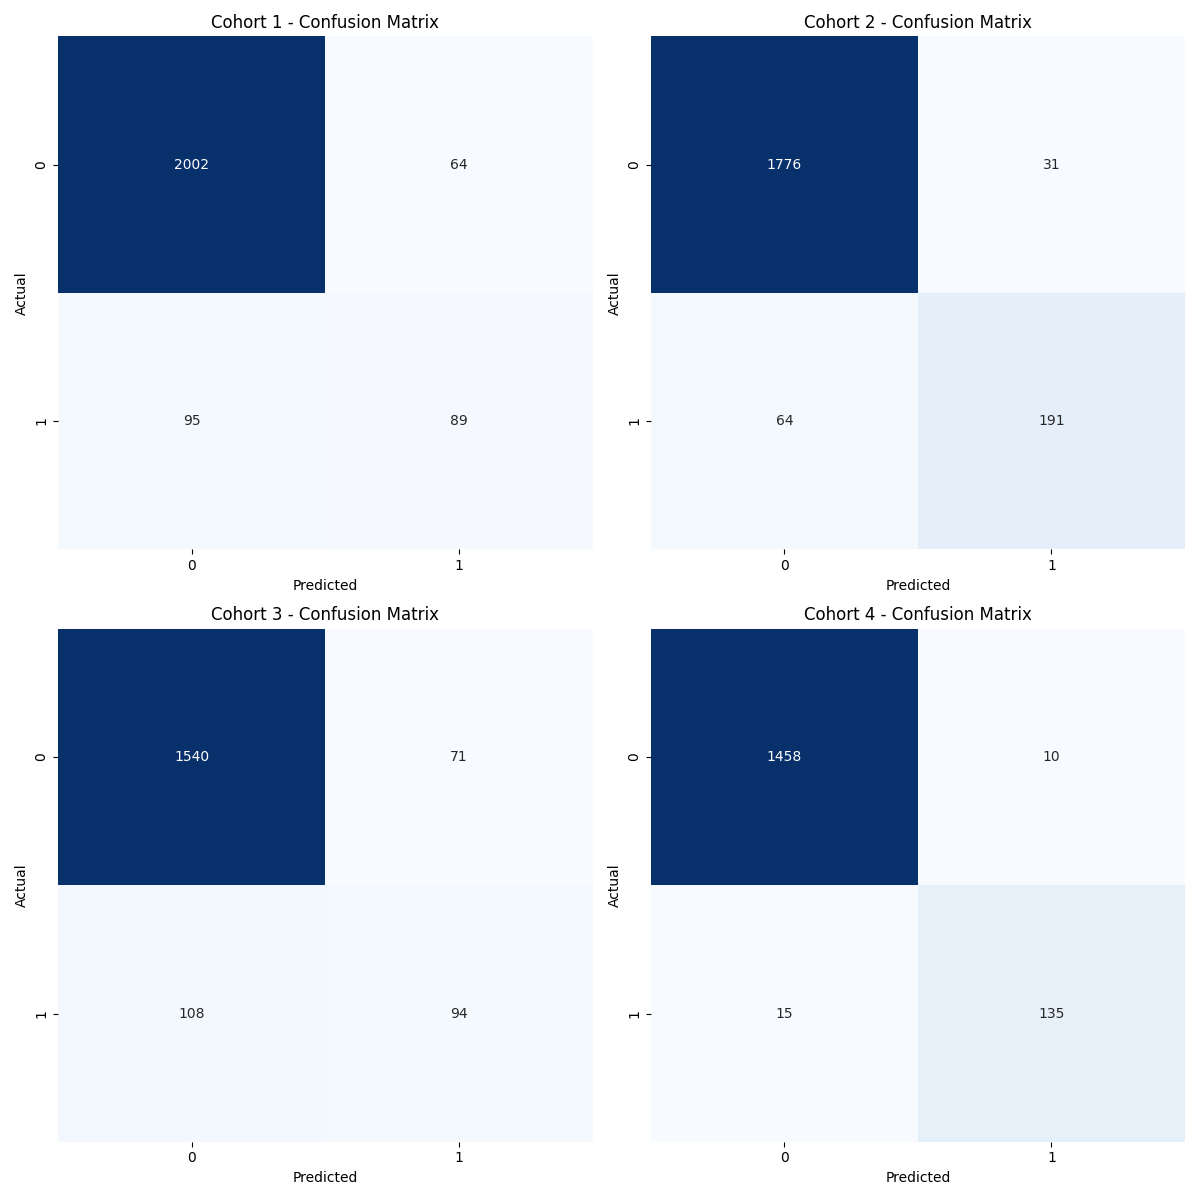 Cohort 1 - Confusion Matrix
0
2002
64
Actual
1
95
89
0
1
Predicted
Cohort 2 - Confusion Matrix
0
1776
31
Actual
1
64
191
0
1
Predicted
Cohort 3 - Confusion Matrix
0
1540
71
Actual
1
108
94
0
1
Predicted
Cohort 4 - Confusion Matrix
0
1458
10
Actual
1
15
135
0
1
Predicted